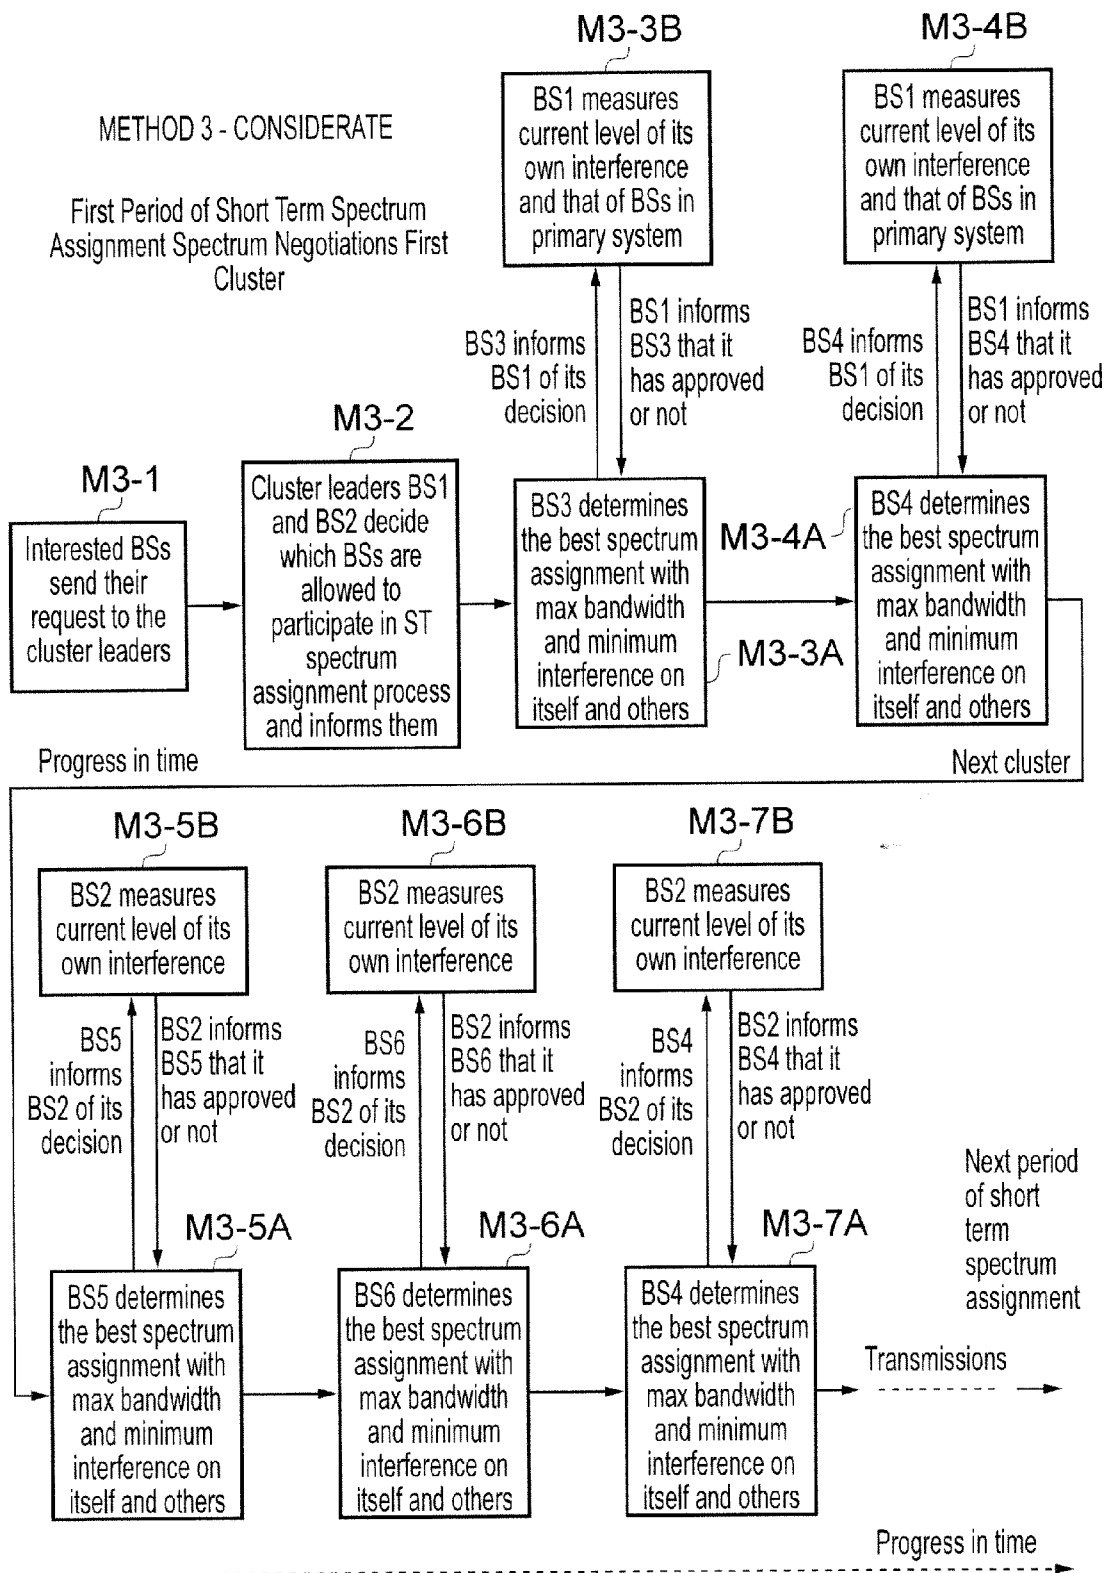 METHOD 3 - CONSIDERATE
First Period of Short Term Spectrum
Assignment Spectrum Negotiations First
Cluster
M3-3B
BS1 measures
current level of its
own interference
and that of BSs in
primary system
M3-4B
BS1 measures
current level of its
own interference
and that of BSs in
primary system
BS3 informs
BS1 of its
decision
BS1 informs
BS3 that it
has approved
or not
BS4 informs
BS1 of its
decision
BS1 informs
BS4 that it
has approved
or not
M3-1
Interested BSs
send their
request to the
cluster leaders
M3-2
Cluster leaders BS1
and BS2 decide
which BSs are
allowed to
participate in ST
spectrum
assignment process
and informs them
BS3 determines
the best spectrum
assignment with
max bandwidth
and minimum
interference on
itself and others
M3-3A
M3-4A
BS4 determines
the best spectrum
assignment with
max bandwidth
and minimum
interference on
itself and others
Progress in time
Next cluster
M3-5B
BS2 measures
current level of its
own interference
M3-6B
BS2 measures
current level of its
own interference
M3-7B
BS2 measures
current level of its
own interference
BS5
informs
BS2 of its
decision
BS2 informs
BS5 that it
has approved
or not
BS6
informs
BS2 of its
decision
BS2 informs
BS6 that it
has approved
or not
BS4
informs
BS2 of its
decision
BS2 informs
BS4 that it
has approved
or not
M3-5A
BS5 determines
the best spectrum
assignment with
max bandwidth
and minimum
interference on
itself and others
M3-6A
BS6 determines
the best spectrum
assignment with
max bandwidth
and minimum
interference on
itself and others
M3-7A
BS4 determines
the best spectrum
assignment with
max bandwidth
and minimum
interference on
itself and others
Next period
of short
term
spectrum
assignment
Transmissions
Progress in time